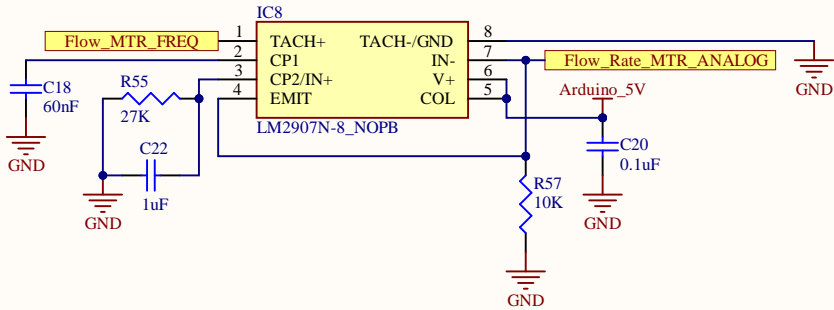 IC8
Flow_MTR_FREQ 1 TACH+ TACH-/GND 8
2 CP1 IN- 7 Flow_Rate_MTR_ANALOG
3 CP2/IN+ V+ 6
4 EMIT COL 5
LM2907N-8_NOPB
C18
60nF
GND
R55
27K
C22
1uF
GND
Arduino_5V
C20
0.1uF
GND
R57
10K
GND
GND